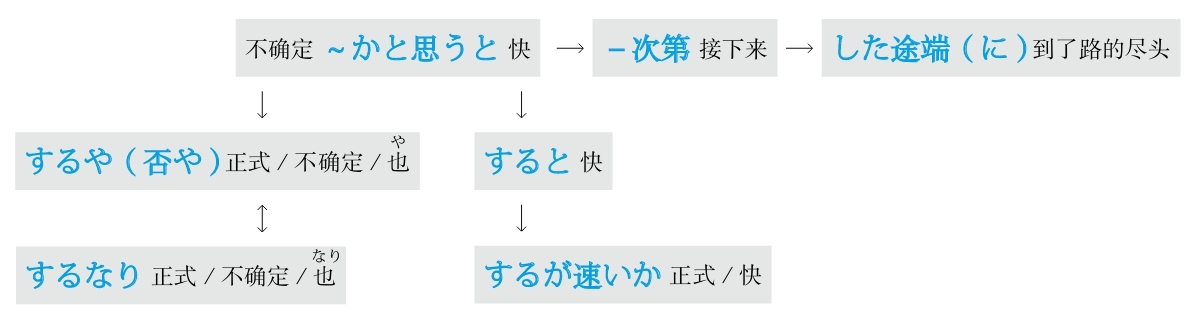 不确定 ~かと思うと 快 → −次第 接下来 → した途端(に)到了路的尽头
するや(否や)正式/不确定/也
や
すると 快
するなり 正式/不确定/也
なり
するが速いか 正式/快